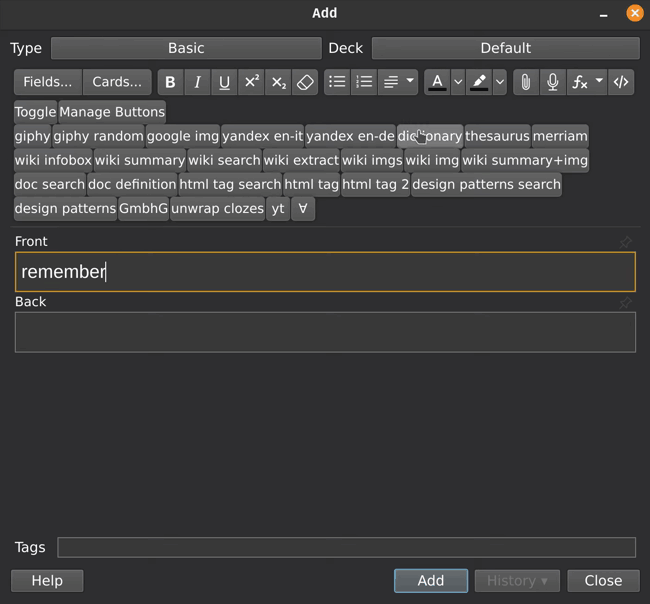 Add
Type Basic Deck Default
Fields... Cards... B I U X² X₂ A fx </>
Toggle Manage Buttons
giphy giphy random google img yandex en-it yandex en-de dictionary thesaurus merriam
wiki infobox wiki summary wiki search wiki extract wiki imgs wiki img wiki summary+img
doc search doc definition html tag search html tag html tag 2 design patterns search
design patterns GmbhG unwrap clozes yt ∀
Front
remember
Back
Tags
Help Add History ▾ Close